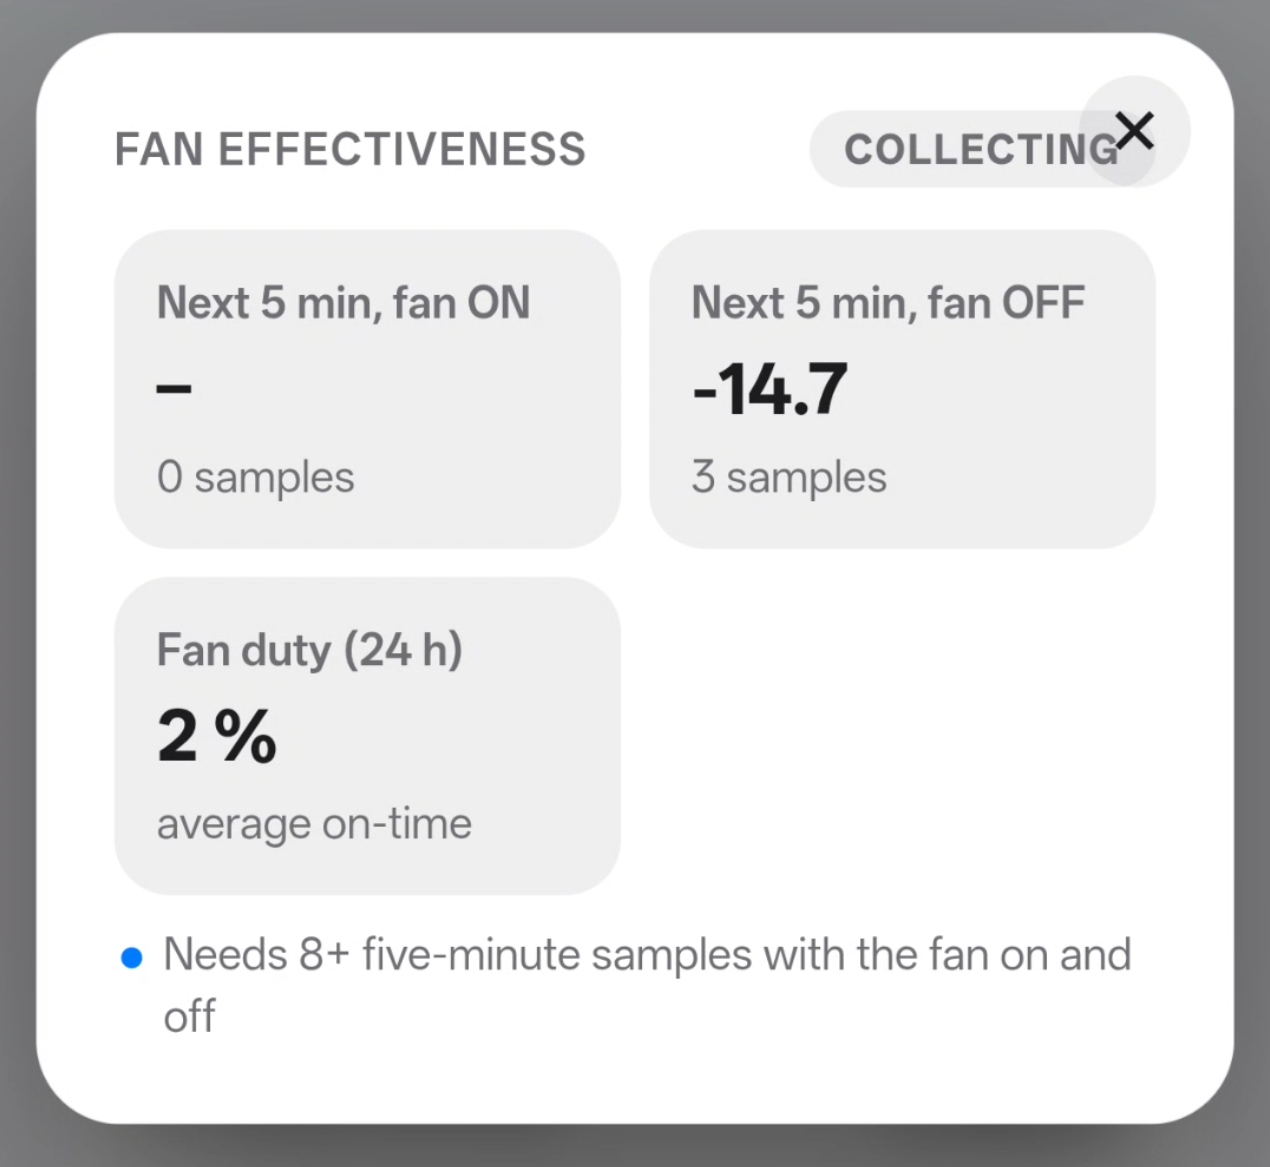 FAN EFFECTIVENESS
COLLECTING
Next 5 min, fan ON
–
0 samples
Next 5 min, fan OFF
-14.7
3 samples
Fan duty (24 h)
2 %
average on-time
Needs 8+ five-minute samples with the fan on and
off